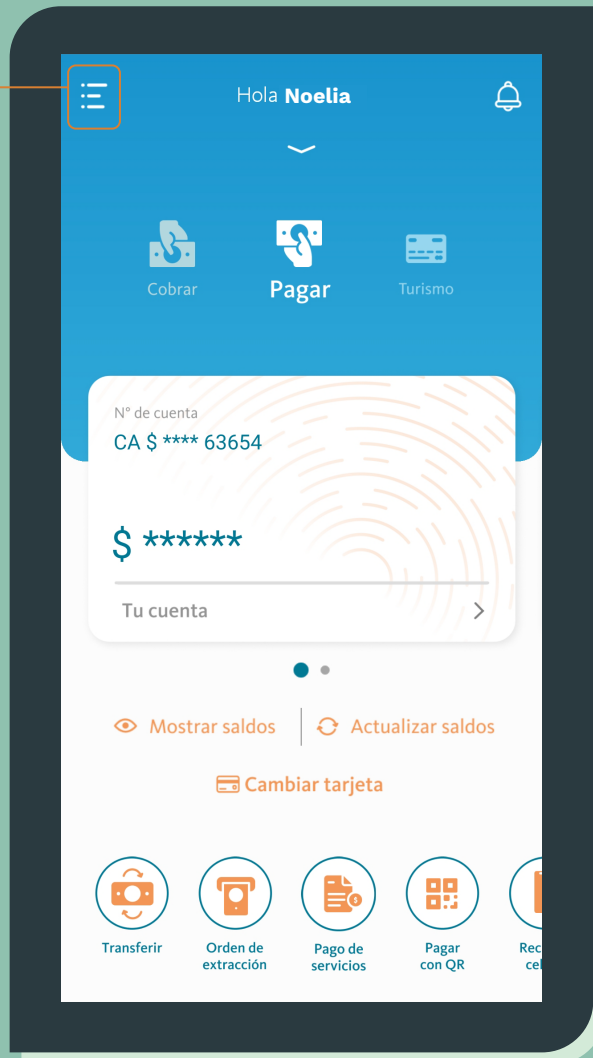 Hola Noelia
Cobrar
Pagar
Turismo
N° de cuenta
CA $ **** 63654
$ ******
Tu cuenta
Mostrar saldos
Actualizar saldos
Cambiar tarjeta
Transferir
Orden de
extracción
Pago de
servicios
Pagar
con QR